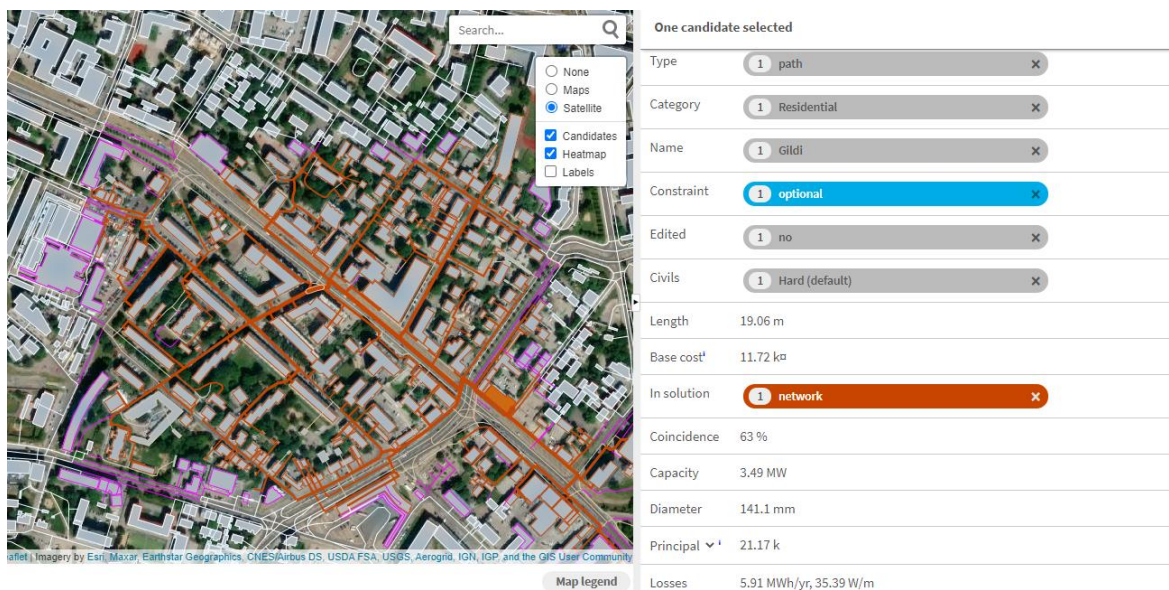 Search...
None
Maps
Satellite
Candidates
Heatmap
Labels
aflet | Imagery by Esri, Maxar, Earthstar Geographics, CNES/Airbus DS, USDA FSA, USGS, Aerogrid, IGN, IGP, and the GIS User Community
Map legend
One candidate selected
Type 1 path ×
Category 1 Residential ×
Name 1 Gildi ×
Constraint 1 optional ×
Edited 1 no ×
Civils 1 Hard (default) ×
Length 19.06 m
Base costⁱ 11.72 k¤
In solution 1 network ×
Coincidence 63 %
Capacity 3.49 MW
Diameter 141.1 mm
Principal ⁱ 21.17 k
Losses 5.91 MWh/yr, 35.39 W/m